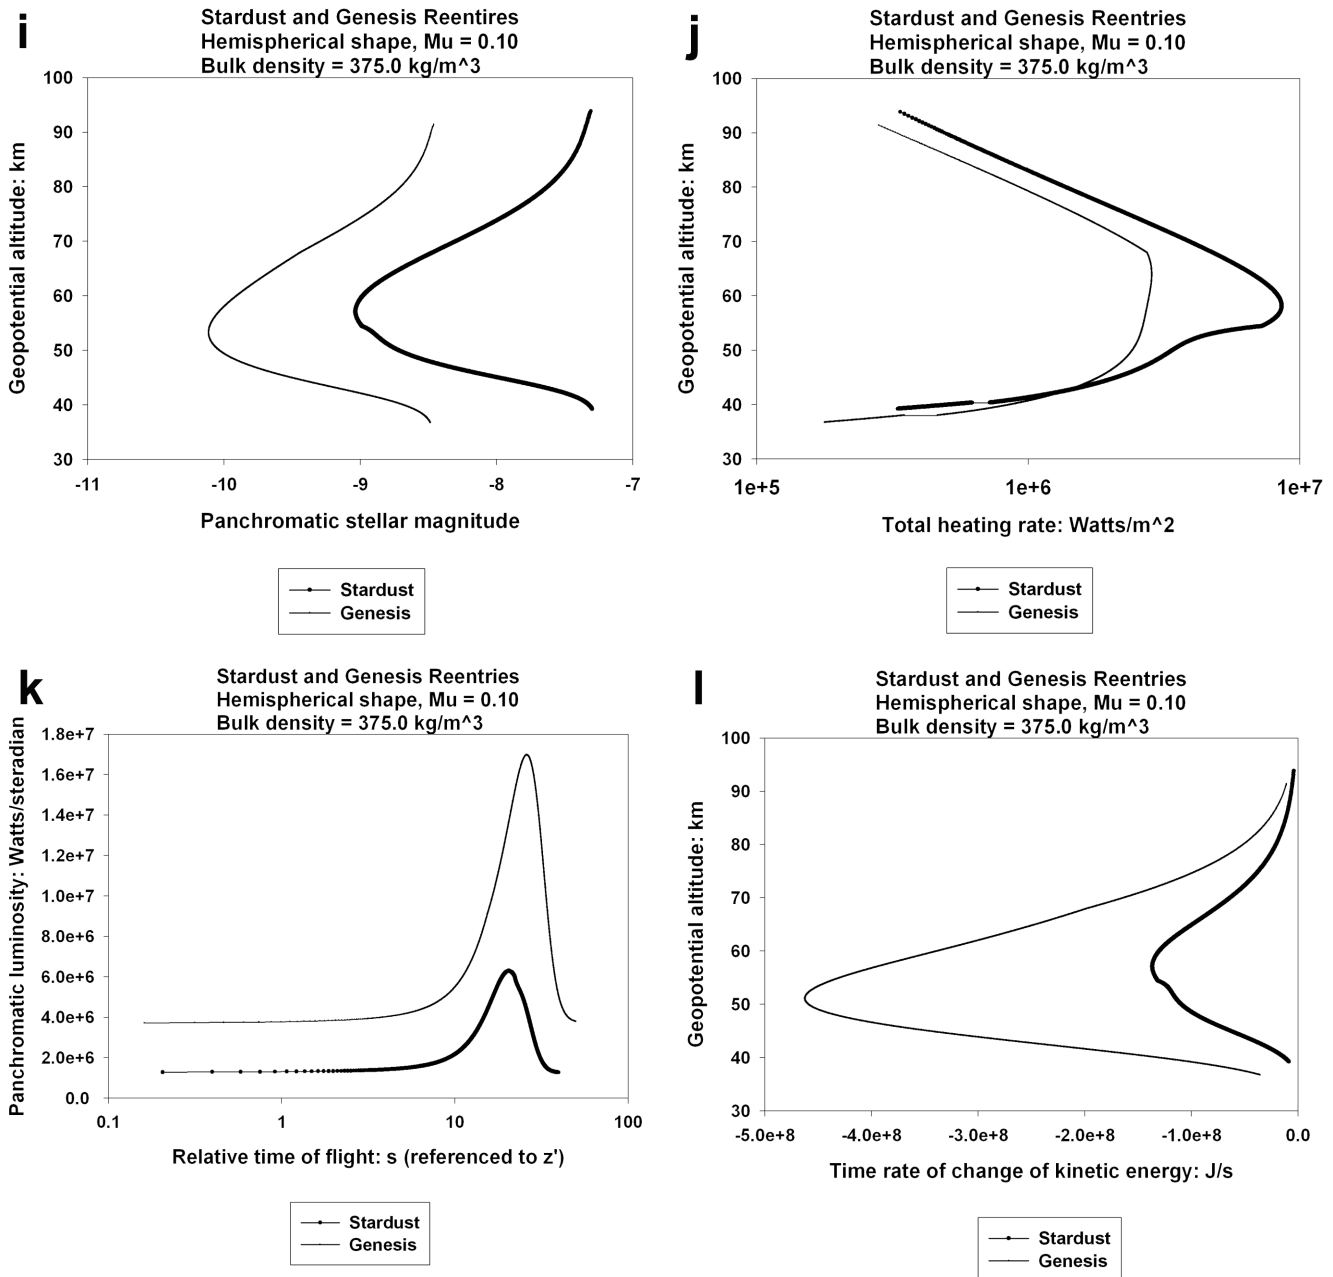 i
Stardust and Genesis Reentires
Hemispherical shape, Mu = 0.10
Bulk density = 375.0 kg/m^3
Geopotential altitude: km
100
90
80
70
60
50
40
30
-11
-10
-9
-8
-7
Panchromatic stellar magnitude
Stardust
Genesis
j
Stardust and Genesis Reentries
Hemispherical shape, Mu = 0.10
Bulk density = 375.0 kg/m^3
Geopotential altitude: km
100
90
80
70
60
50
40
30
1e+5
1e+6
1e+7
Total heating rate: Watts/m^2
Stardust
Genesis
k
Stardust and Genesis Reentries
Hemispherical shape, Mu = 0.10
Bulk density = 375.0 kg/m^3
Panchromatic luminosity: Watts/steradian
1.8e+7
1.6e+7
1.4e+7
1.2e+7
1.0e+7
8.0e+6
6.0e+6
4.0e+6
2.0e+6
0.0
0.1
1
10
100
Relative time of flight: s (referenced to z')
Stardust
Genesis
l
Stardust and Genesis Reentries
Hemispherical shape, Mu = 0.10
Bulk density = 375.0 kg/m^3
Geopotential altitude: km
100
90
80
70
60
50
40
30
-5.0e+8
-4.0e+8
-3.0e+8
-2.0e+8
-1.0e+8
0.0
Time rate of change of kinetic energy: J/s
Stardust
Genesis